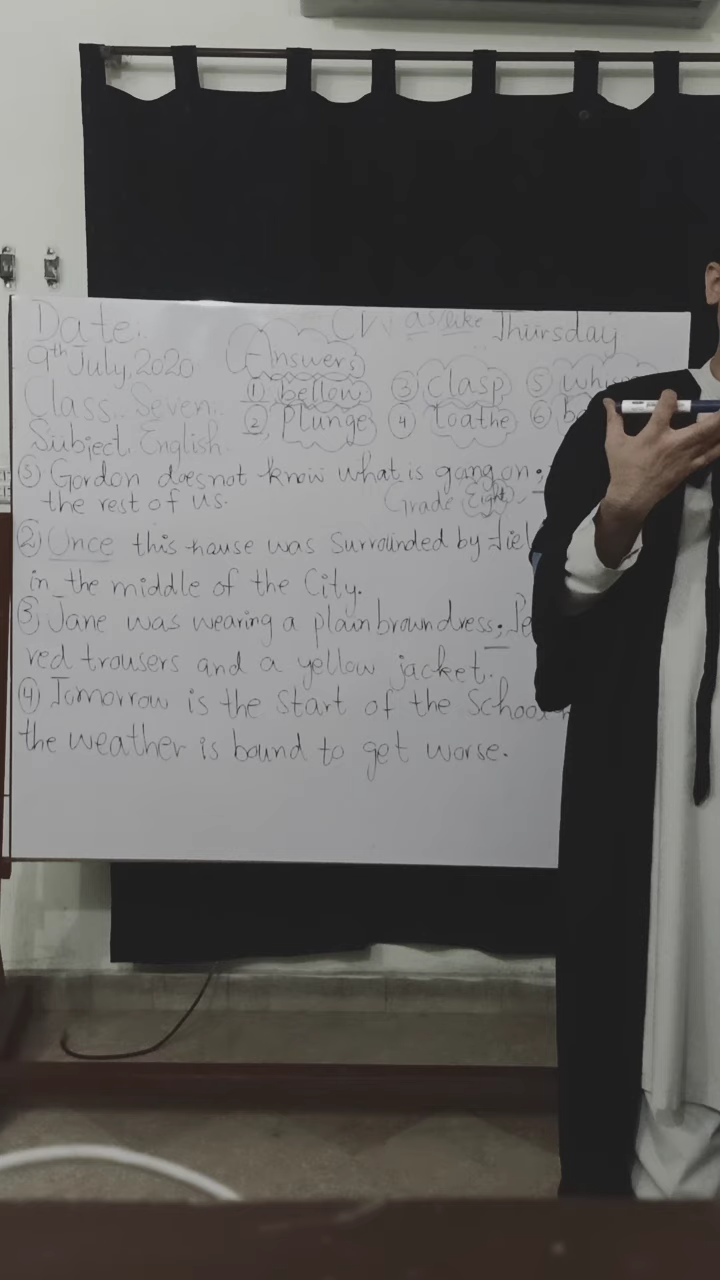 Date: as/like Thursday
9th July, 2020 Answers
① bellow ③ Clasp ⑤
Class: Seven.
② Plunge ④ loathe ⑥
Subject. English
⑤ Gordon doesnot know what is going on;
the rest of us. Grade Eight
② Once this house was surrounded by
in the middle of the City.
③ Jane was wearing a plain brown dress;
red trousers and a yellow jacket.
④ Tomorrow is the start of the School
the weather is bound to get worse.